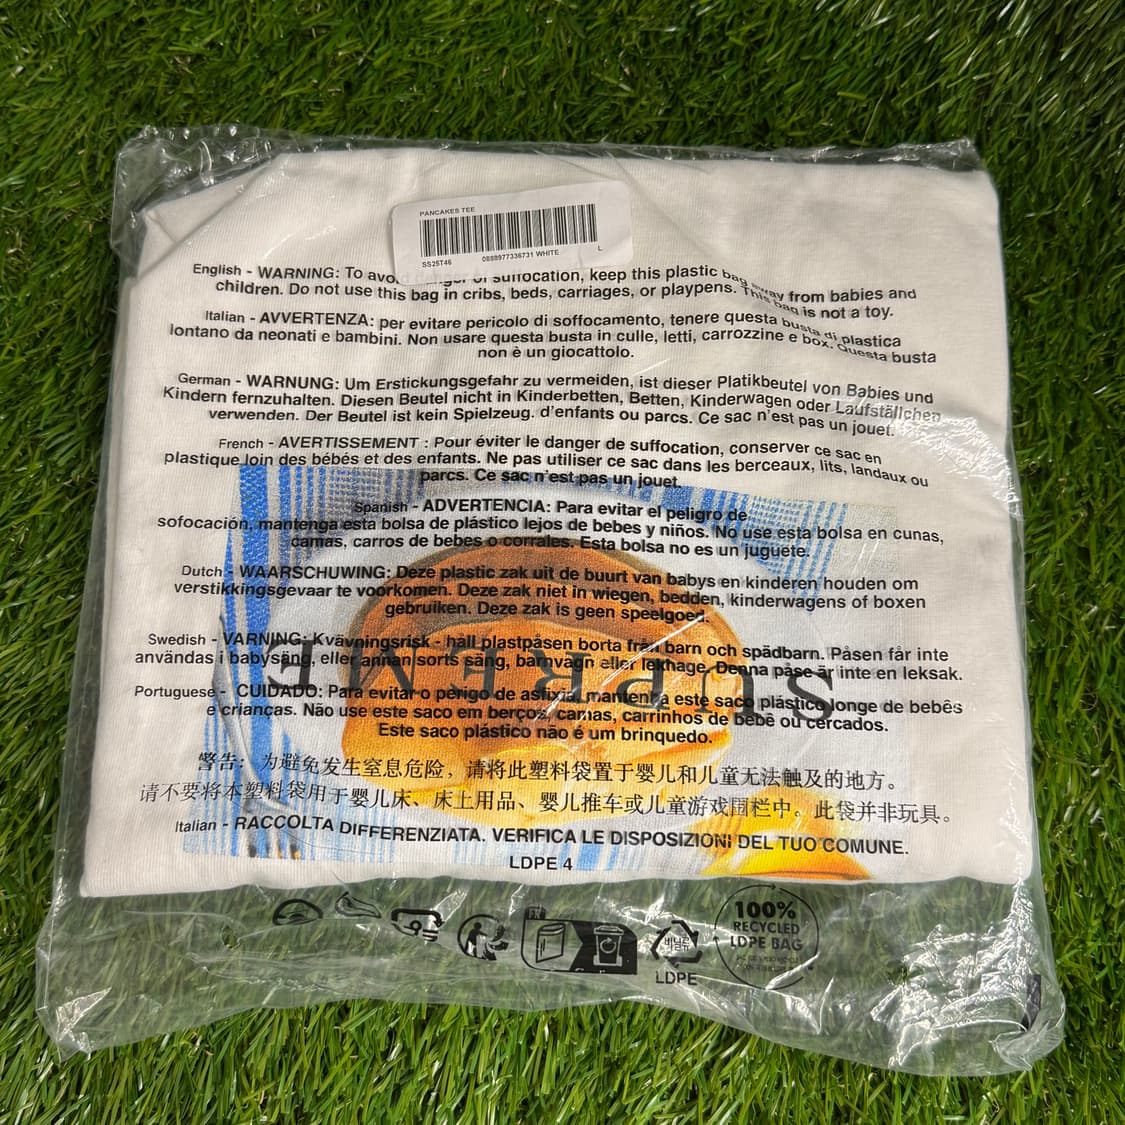 PANCAKES TEE
L
SS25T46 0888977336731 WHITE
English - WARNING: To avoid danger of suffocation, keep this plastic bag away from babies and
children. Do not use this bag in cribs, beds, carriages, or playpens. This bag is not a toy.
Italian - AVVERTENZA: per evitare pericolo di soffocamento, tenere questa busta di plastica
lontano da neonati e bambini. Non usare questa busta in culle, letti, carrozzine e box. Questa busta
non è un giocattolo.
German - WARNUNG: Um Erstickungsgefahr zu vermeiden, ist dieser Platikbeutel von Babies und
Kindern fernzuhalten. Diesen Beutel nicht in Kinderbetten, Betten, Kinderwagen oder Laufställchen
verwenden. Der Beutel ist kein Spielzeug. d'enfants ou parcs. Ce sac n'est pas un jouet.
French - AVERTISSEMENT : Pour éviter le danger de suffocation, conserver ce sac en
plastique loin des bébés et des enfants. Ne pas utiliser ce sac dans les berceaux, lits, landaux ou
parcs. Ce sac n'est pas un jouet.
Spanish - ADVERTENCIA: Para evitar el peligro de
sofocación, mantenga esta bolsa de plástico lejos de bebes y niños. No use esta bolsa en cunas,
camas, carros de bebes o corrales. Esta bolsa no es un juguete.
Dutch - WAARSCHUWING: Deze plastic zak uit de buurt van babys en kinderen houden om
verstikkingsgevaar te voorkomen. Deze zak niet in wiegen, bedden, kinderwagens of boxen
gebruiken. Deze zak is geen speelgoed.
Swedish - VARNING: Kvävningsrisk - håll plastpåsen borta från barn och spädbarn. Påsen får inte
användas i babysäng, eller annan sorts säng, barnvagn eller lekhage. Denna påse är inte en leksak.
SUPREME
Portuguese - CUIDADO: Para evitar o perigo de asfixia, mantenha este saco plástico longe de bebês
e crianças. Não use este saco em berços, camas, carrinhos de bebê ou cercados.
Este saco plástico não é um brinquedo.
警告: 为避免发生窒息危险，请将此塑料袋置于婴儿和儿童无法触及的地方。
请不要将本塑料袋用于婴儿床、床上用品、婴儿推车或儿童游戏围栏中。此袋并非玩具。
Italian - RACCOLTA DIFFERENZIATA. VERIFICA LE DISPOSIZIONI DEL TUO COMUNE.
LDPE 4
FR
비닐류
LDPE
100%
RECYCLED
LDPE BAG